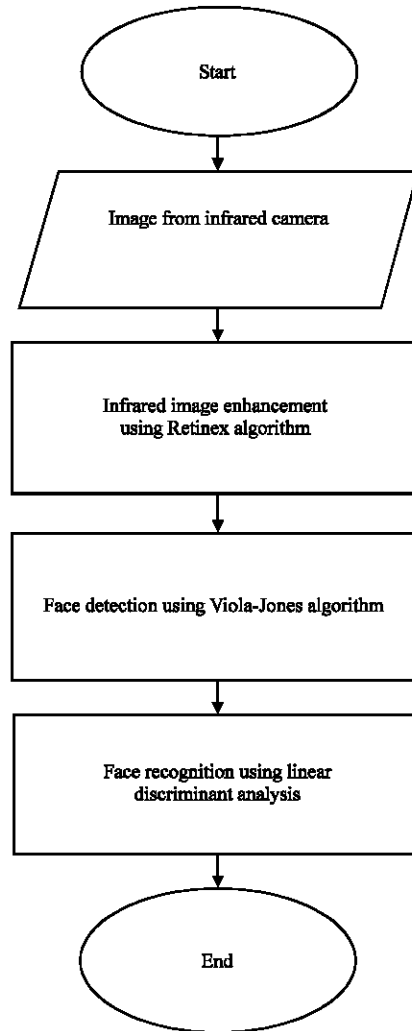 Start
Image from infrared camera
Infrared image enhancement
using Retinex algorithm
Face detection using Viola-Jones algorithm
Face recognition using linear
discriminant analysis
End